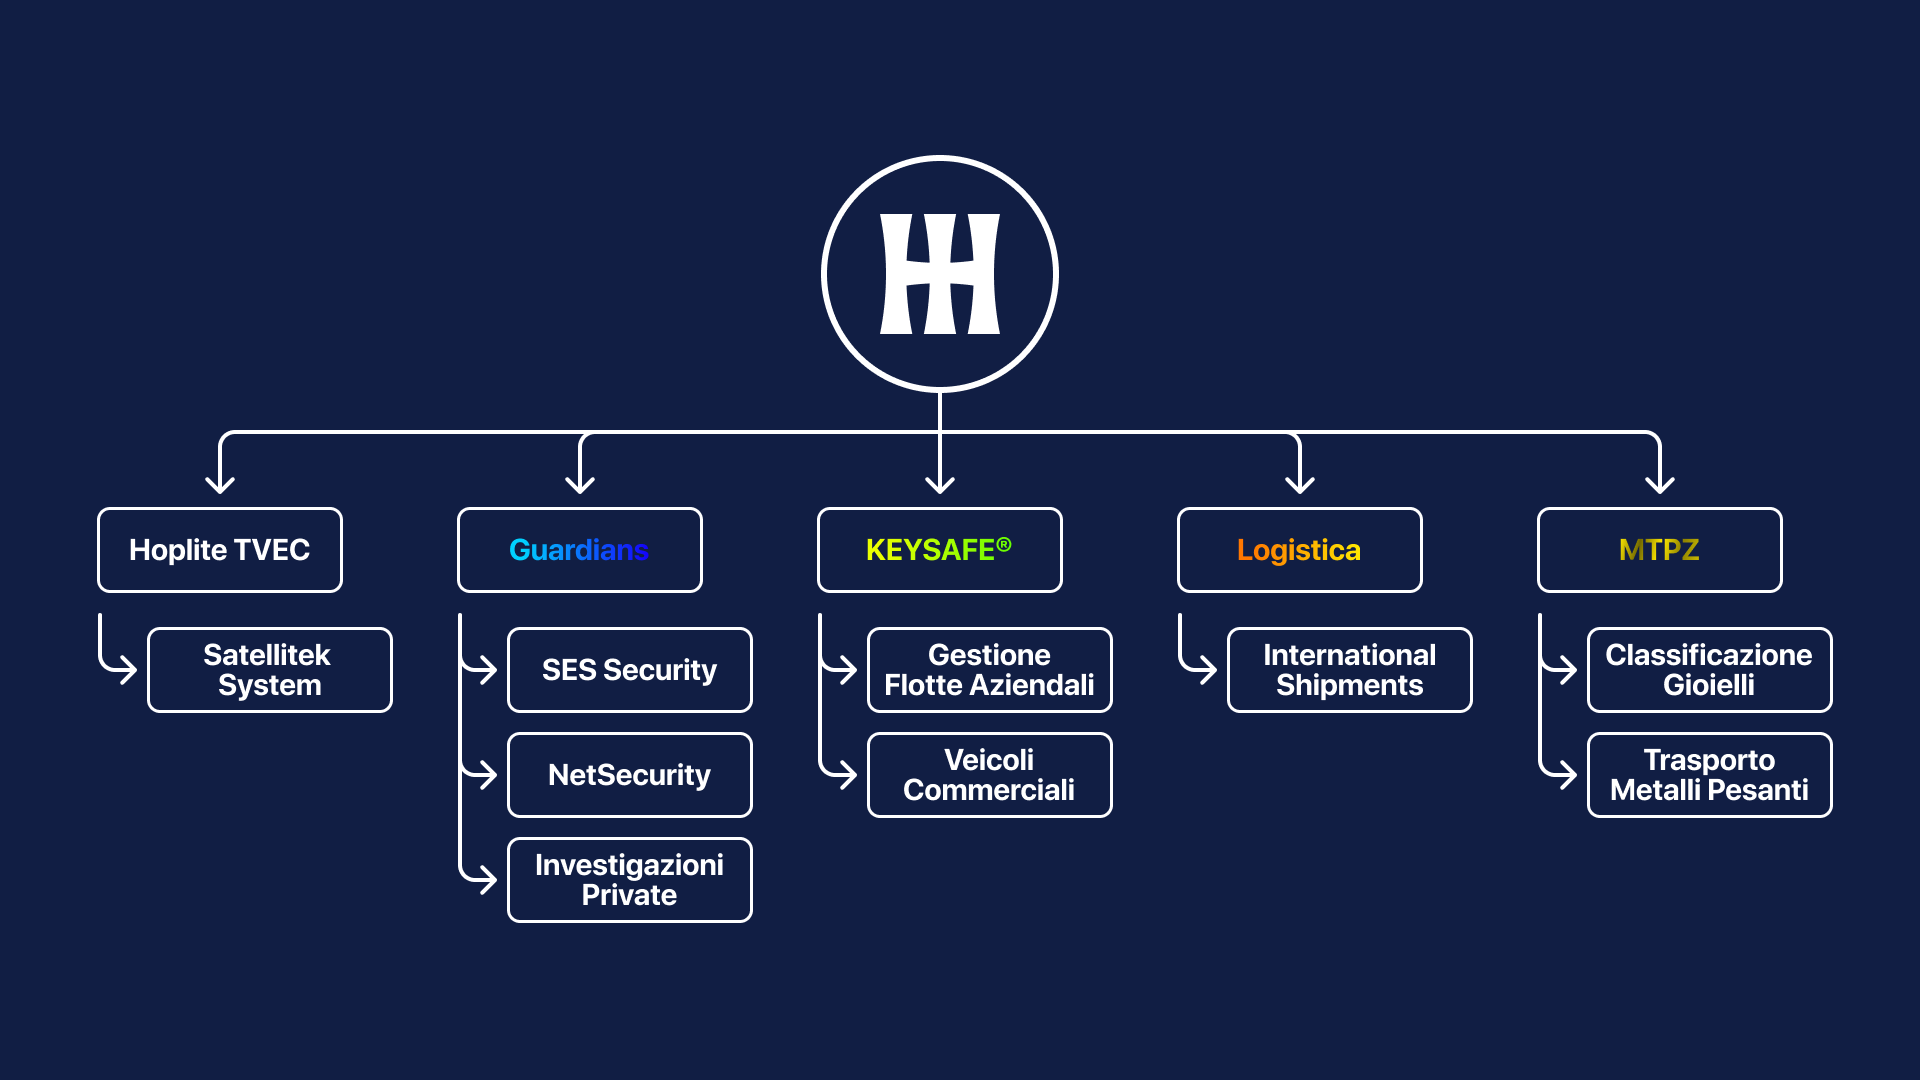 Hoplite TVEC
Guardians
KEYSAFE®
Logistica
MTPZ
Satellitek
System
SES Security
NetSecurity
Investigazioni
Private
Gestione
Flotte Aziendali
Veicoli
Commerciali
International
Shipments
Classificazione
Gioielli
Trasporto
Metalli Pesanti